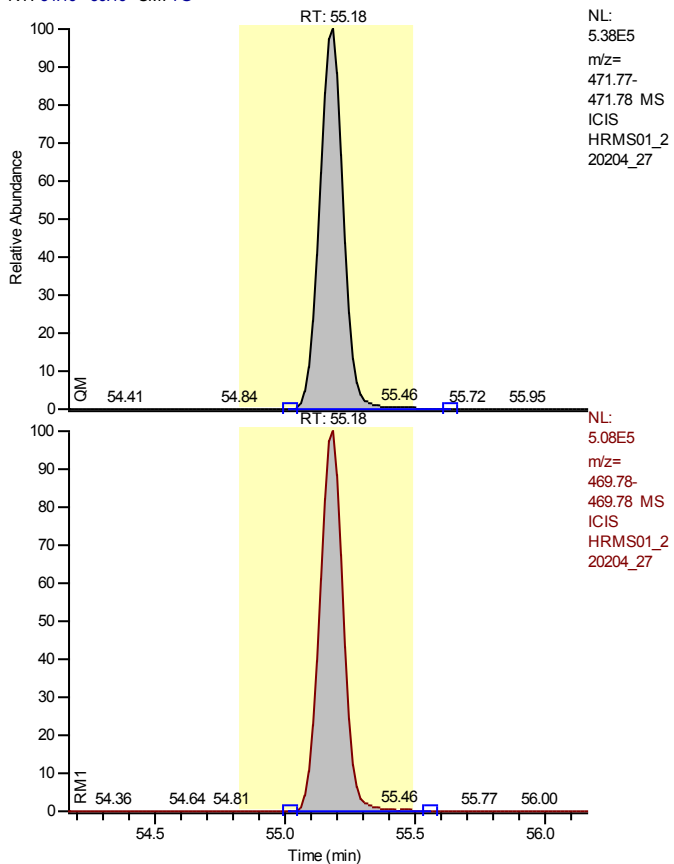 RT: 55.18
NL:
5.38E5
m/z=
471.77-
471.78 MS
ICIS
HRMS01_2
20204_27
100
90
80
70
60
50
40
30
20
10
0
Relative Abundance
QM
54.41 54.84 55.46 55.72 55.95
RT: 55.18
NL:
5.08E5
m/z=
469.78-
469.78 MS
ICIS
HRMS01_2
20204_27
100
90
80
70
60
50
40
30
20
10
0
RM1
54.36 54.64 54.81 55.46 55.77 56.00
54.5 55.0 55.5 56.0
Time (min)